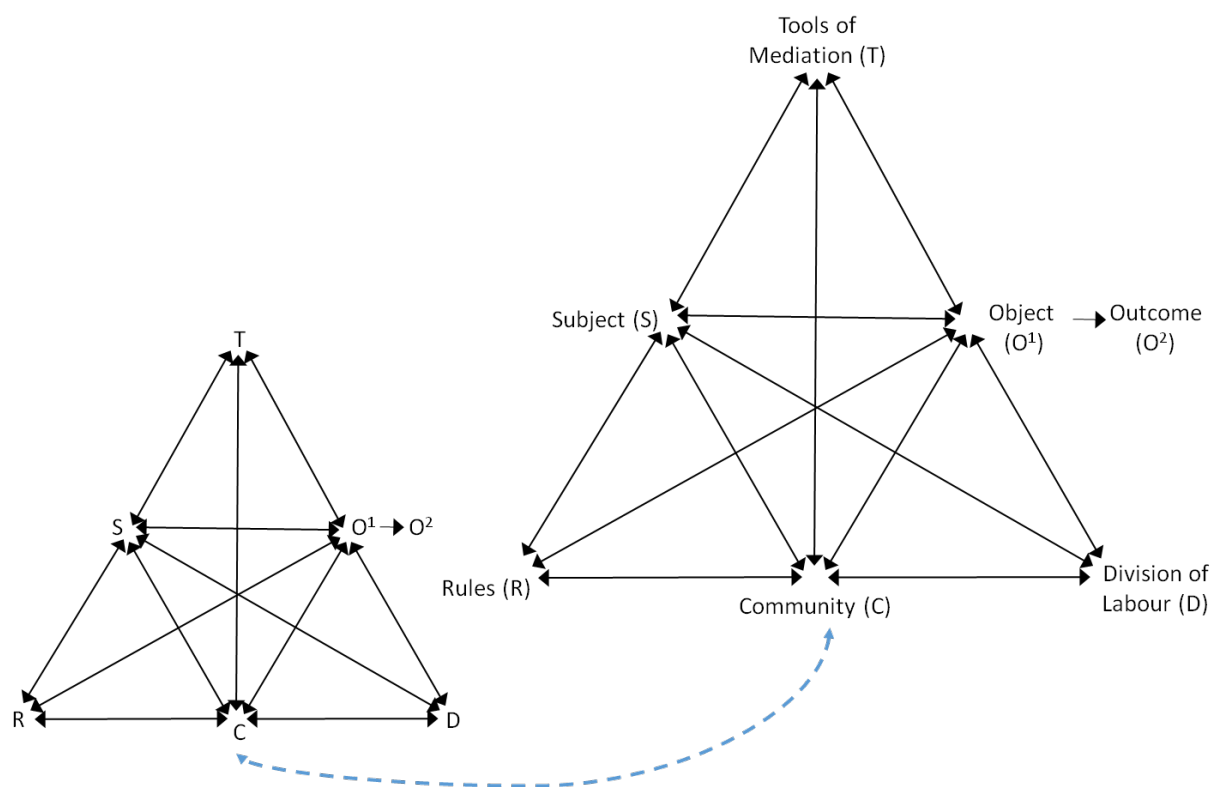 Tools of
Mediation (T)
Subject (S)
Object
(O¹)
Outcome
(O²)
Rules (R)
Community (C)
Division of
Labour (D)
T
S
O¹
O²
R
C
D